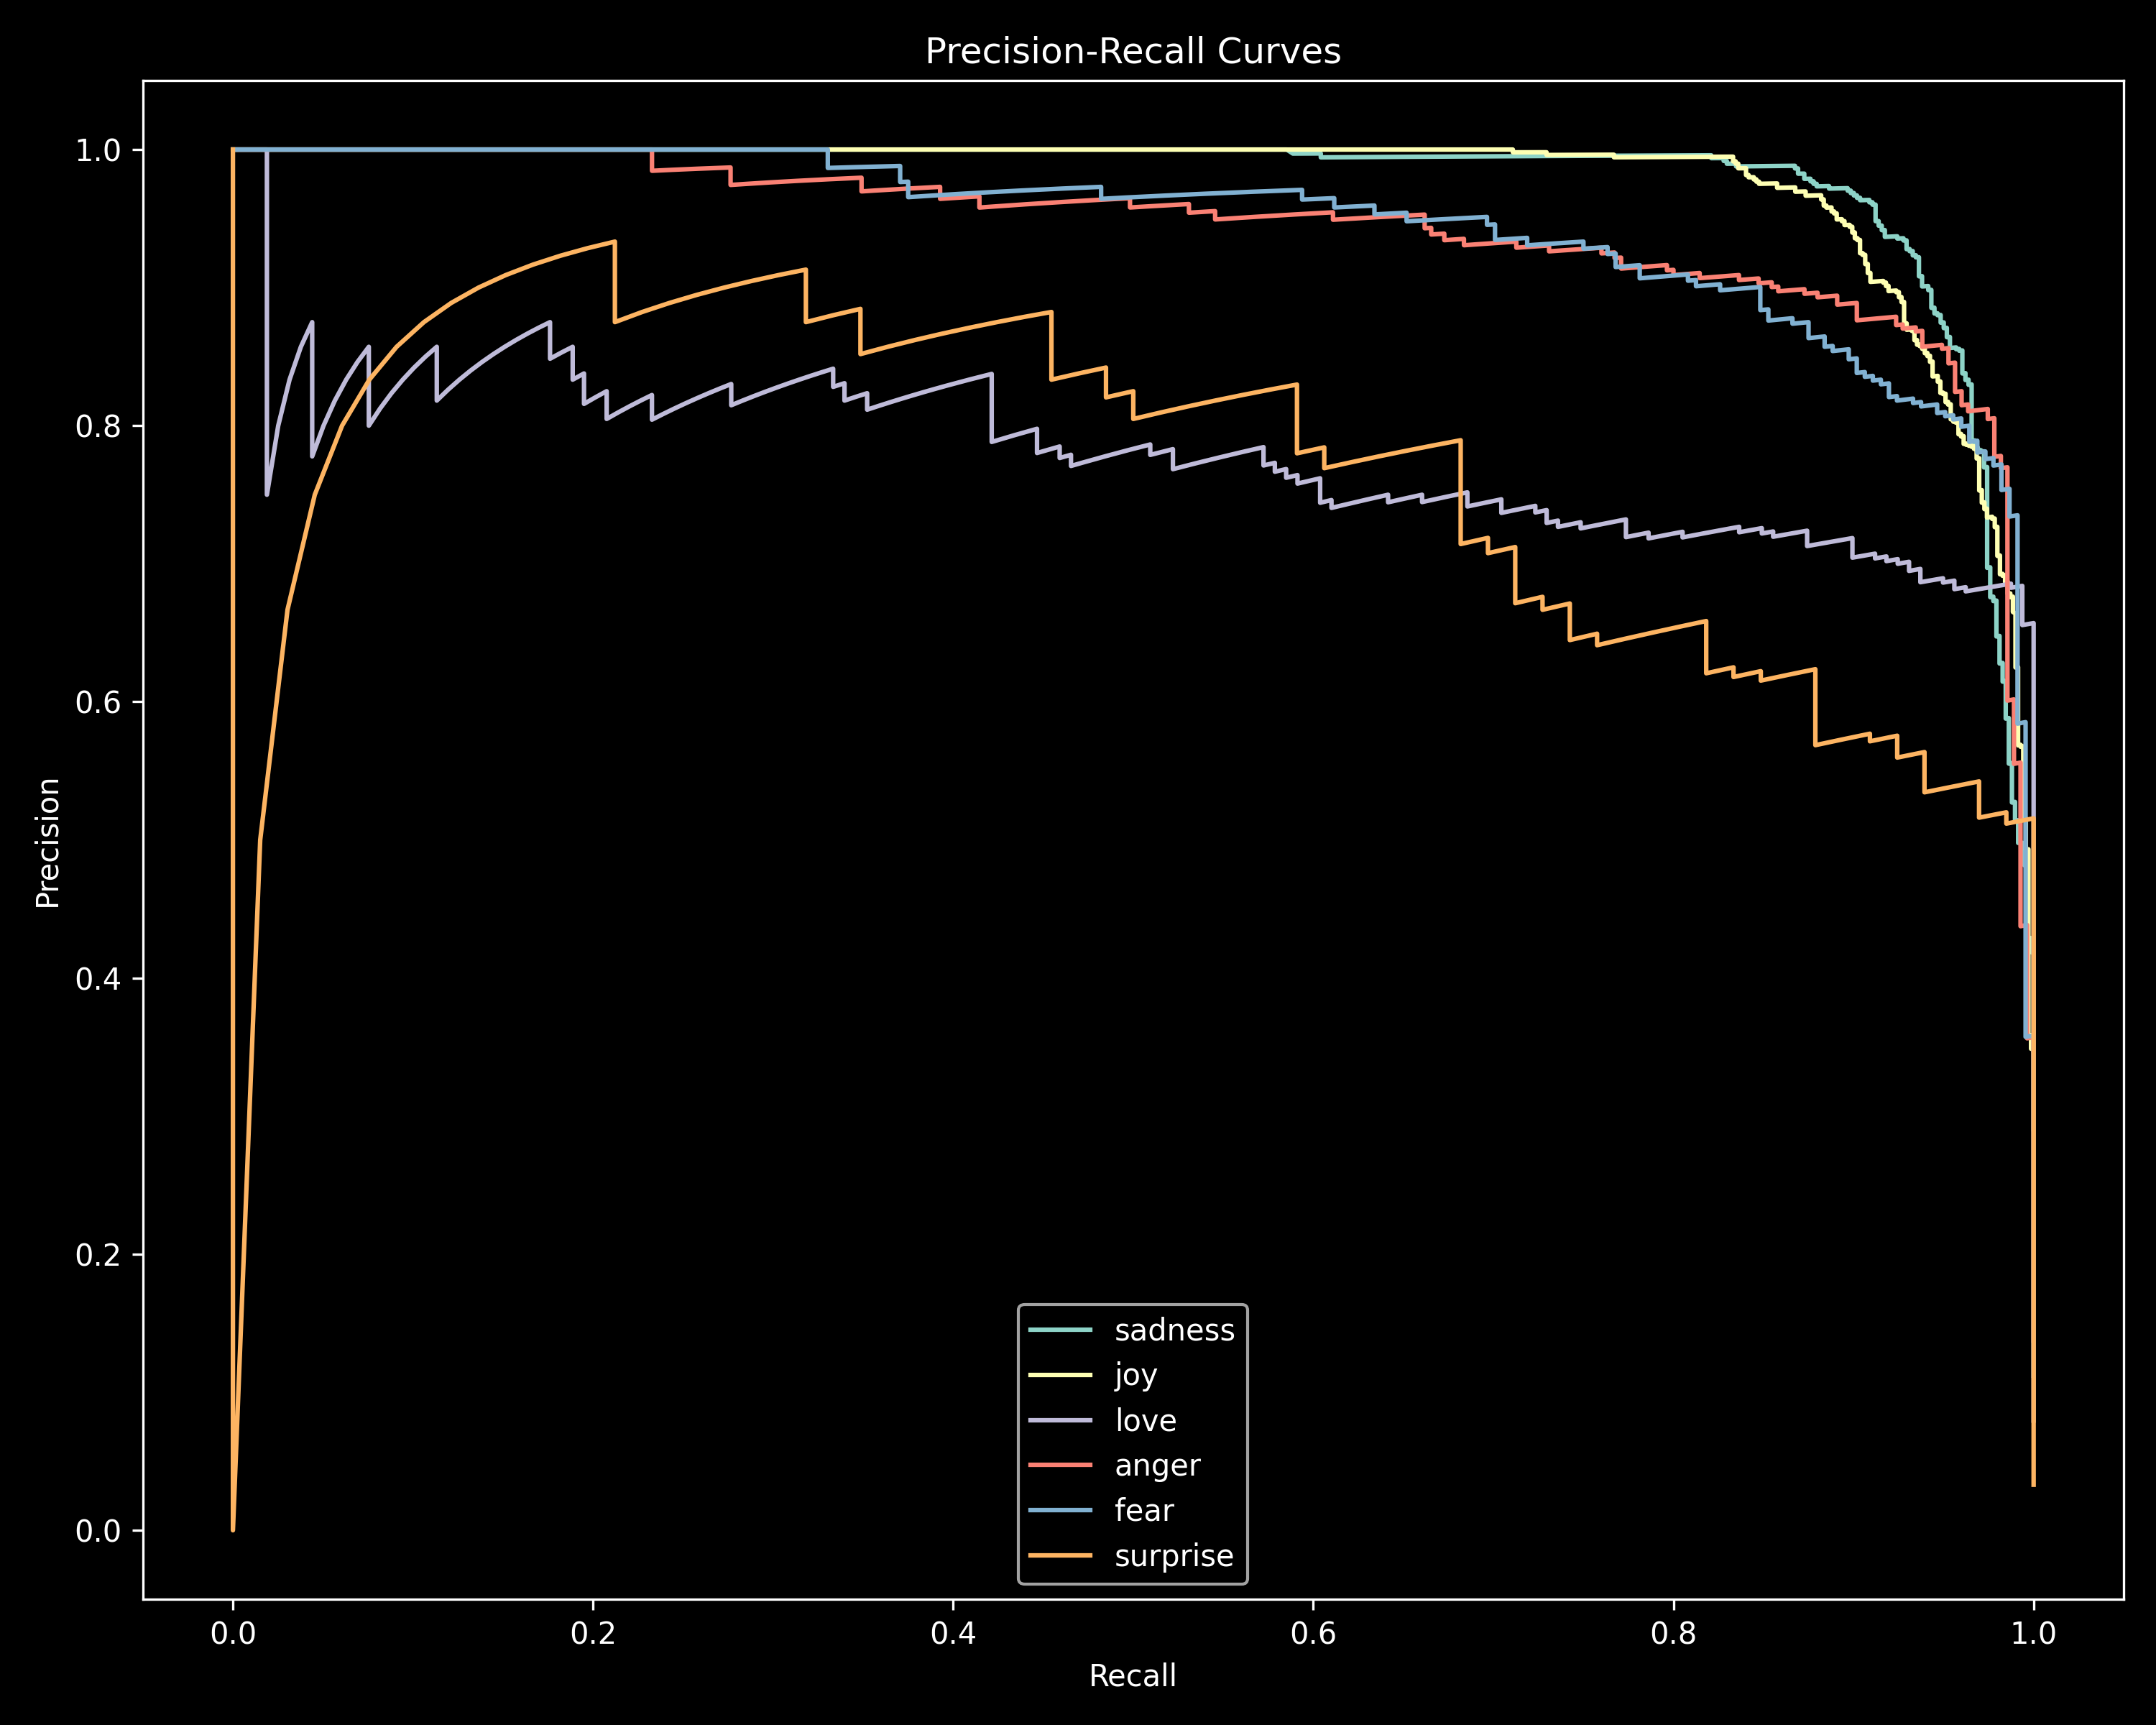 Precision-Recall Curves
Precision
1.0
0.8
0.6
0.4
0.2
0.0
sadness
joy
love
anger
fear
surprise
0.0 0.2 0.4 0.6 0.8 1.0
Recall